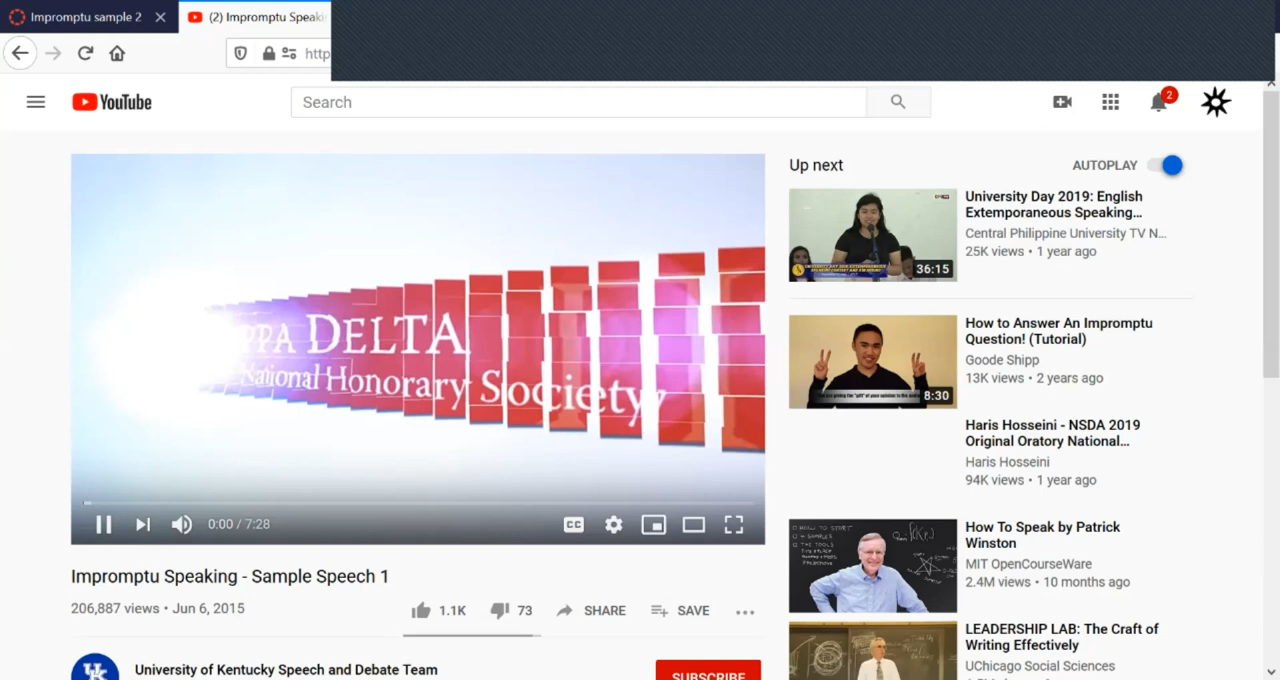 Impromptu sample 2
(2) Impromptu Speaki
http
YouTube
Search
2
PPA DELTA
National Honorary Society
0:00 / 7:28
CC
Impromptu Speaking - Sample Speech 1
206,887 views • Jun 6, 2015
1.1K
73
SHARE
SAVE
UK
University of Kentucky Speech and Debate Team
SUBSCRIBE
Up next
AUTOPLAY
36:15
University Day 2019: English
Extemporaneous Speaking...
Central Philippine University TV N...
25K views • 1 year ago
8:30
How to Answer An Impromptu
Question! (Tutorial)
Goode Shipp
13K views • 2 years ago
Haris Hosseini - NSDA 2019
Original Oratory National...
Haris Hosseini
94K views • 1 year ago
How To Speak by Patrick
Winston
MIT OpenCourseWare
2.4M views • 10 months ago
LEADERSHIP LAB: The Craft of
Writing Effectively
UChicago Social Sciences